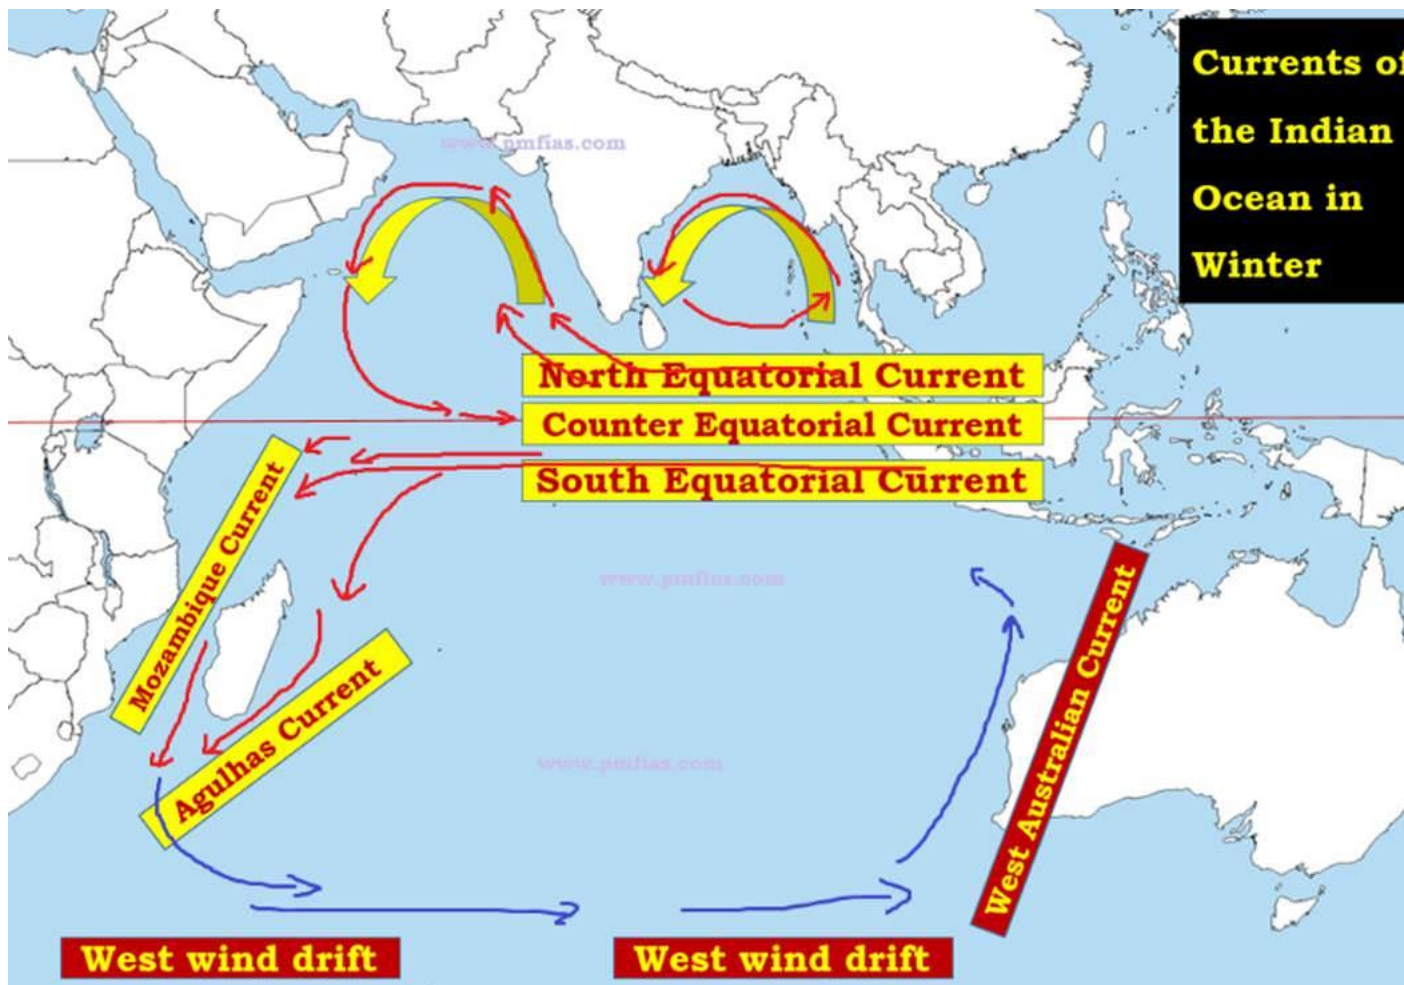 Currents of
the Indian
Ocean in
Winter
www.pmfias.com
North Equatorial Current
Counter Equatorial Current
South Equatorial Current
Mozambique Current
Agulhas Current
www.pmfias.com
West Australian Current
www.pmfias.com
West wind drift
West wind drift